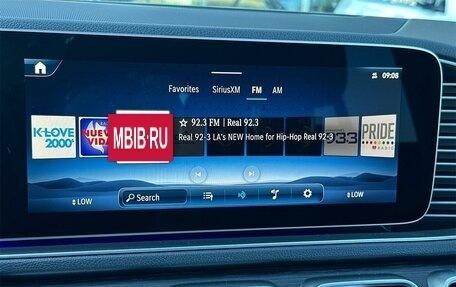 09:08
Favorites SiriusXM FM AM
K-LOVE 2000s
NUEVA VIDA
MBIB.RU
☆ 92.3 FM | Real 92.3
Real 92-3 LA's NEW Home for Hip-Hop Real 92-3
933
PRIDE RADIO
LOW Search LOW